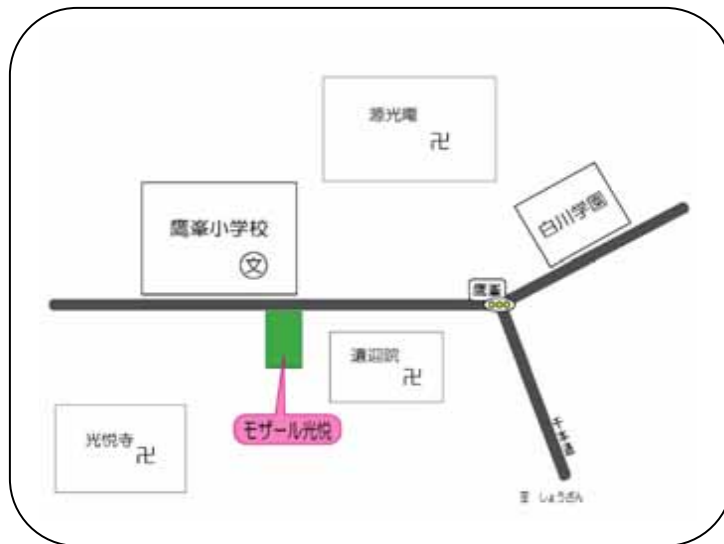 源光庵
卍
白川学園
鷹峯小学校
文
鷹峯
遣迎院
卍
モザール光悦
光悦寺
卍
千本通
至 しょうざん